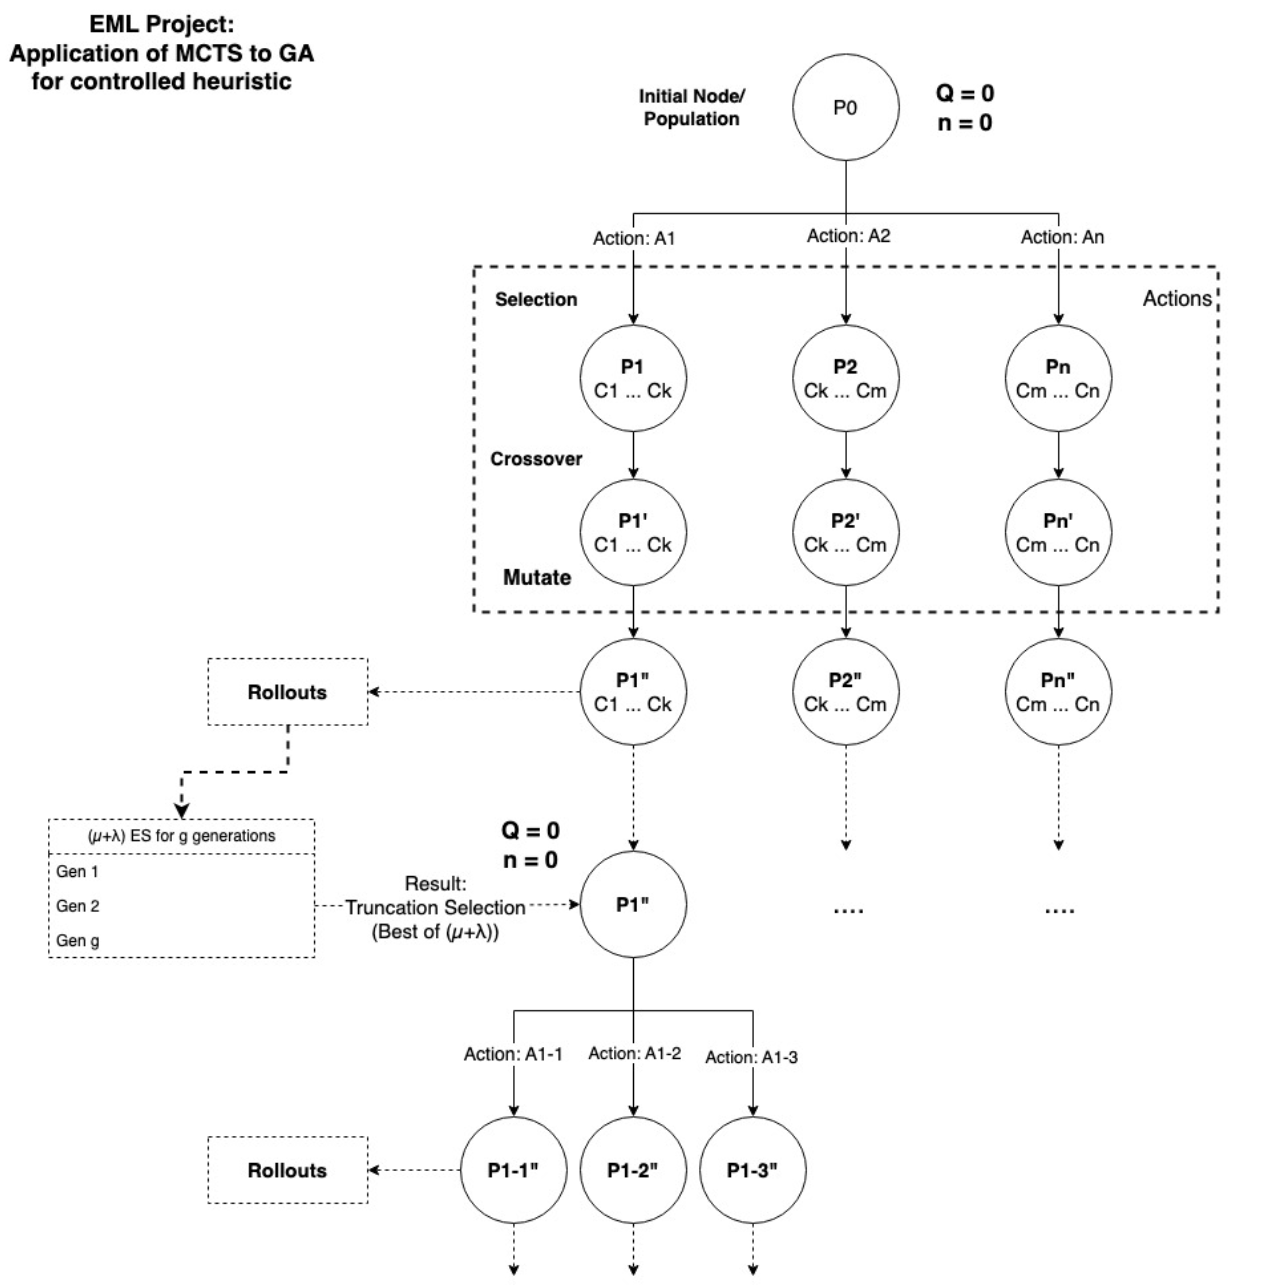 EML Project:
Application of MCTS to GA
for controlled heuristic
Initial Node/
Population
P0
Q = 0
n = 0
Action: A1
Action: A2
Action: An
Selection
Actions
P1
C1 ... Ck
P2
Ck ... Cm
Pn
Cm ... Cn
Crossover
P1'
C1 ... Ck
P2'
Ck ... Cm
Pn'
Cm ... Cn
Mutate
Rollouts
P1"
C1 ... Ck
P2"
Ck ... Cm
Pn"
Cm ... Cn
(μ+λ) ES for g generations
Gen 1
Gen 2
Gen g
Q = 0
n = 0
Result:
Truncation Selection
(Best of (μ+λ))
P1"
....
....
Action: A1-1
Action: A1-2
Action: A1-3
Rollouts
P1-1"
P1-2"
P1-3"